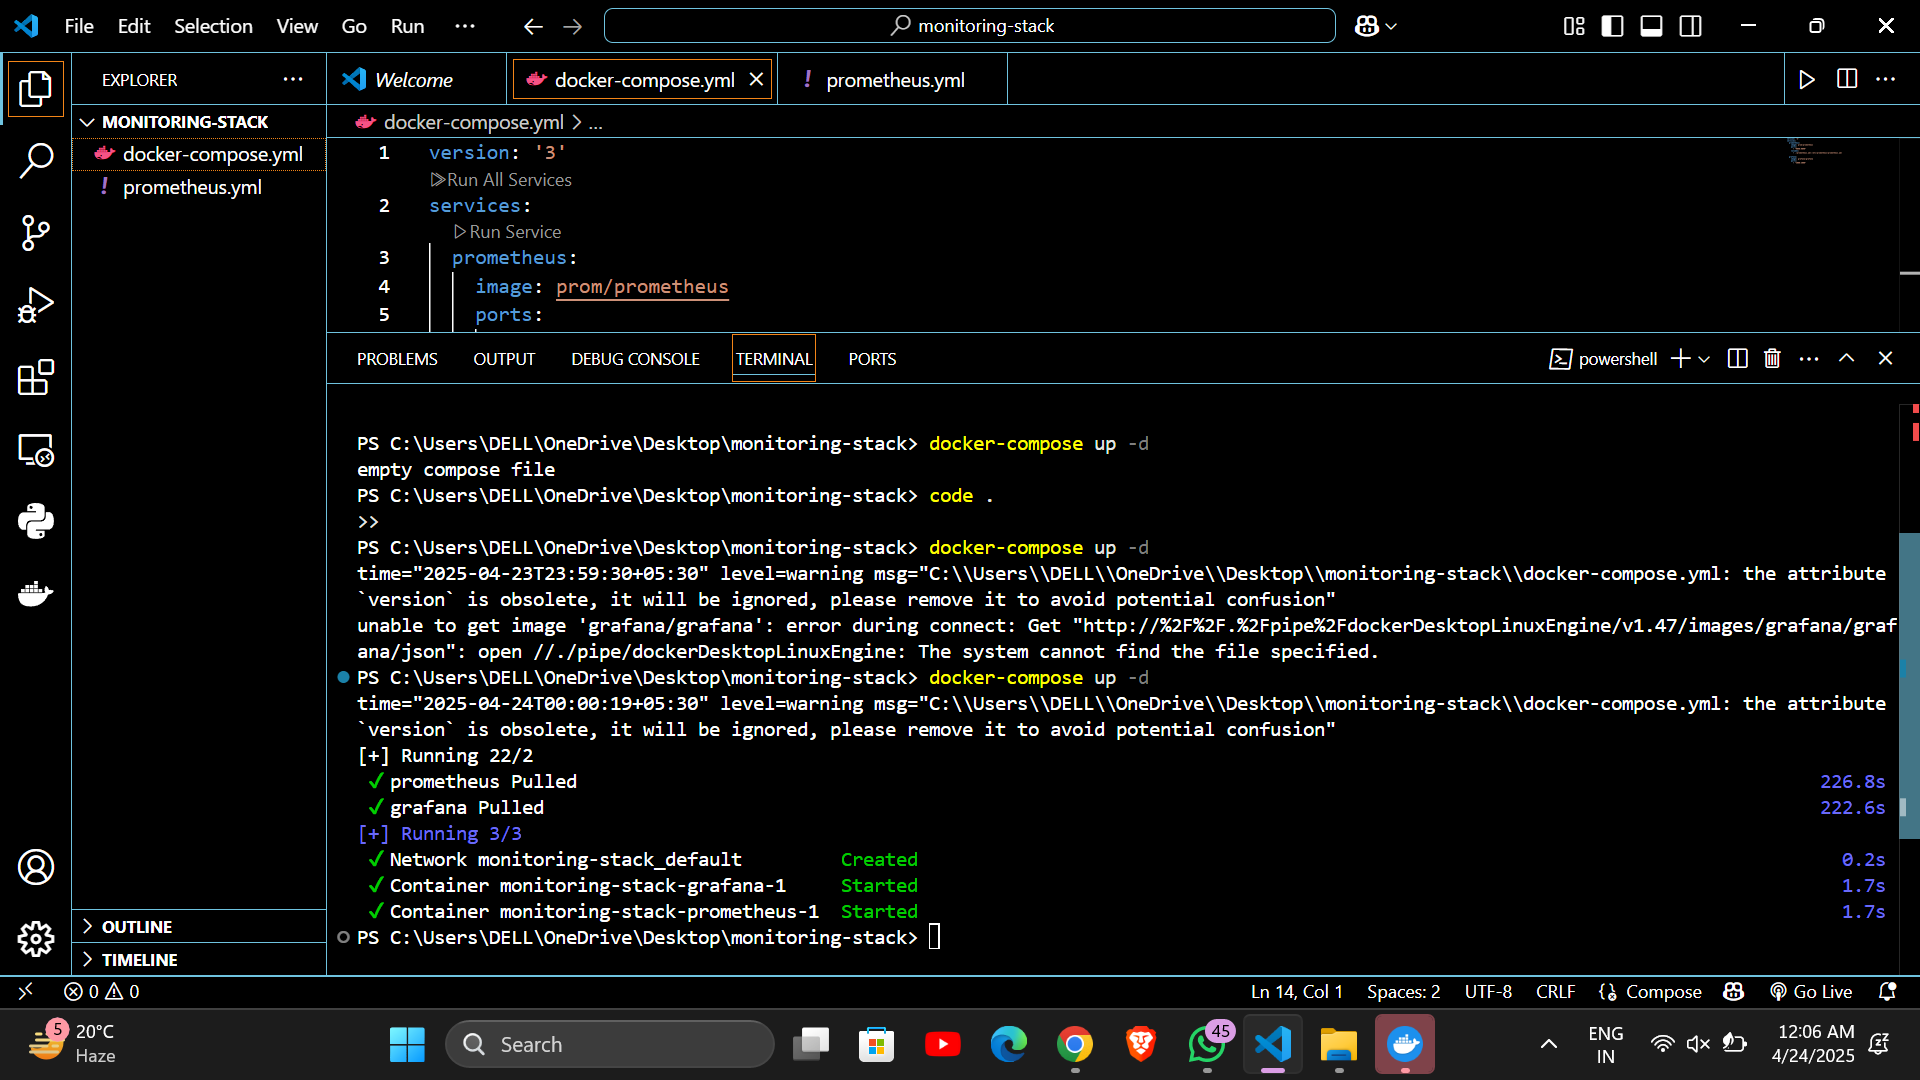 File Edit Selection View Go Run ···
monitoring-stack
EXPLORER
Welcome
docker-compose.yml
prometheus.yml
MONITORING-STACK
docker-compose.yml
prometheus.yml
docker-compose.yml > ...
1 version: '3'
Run All Services
2 services:
Run Service
3 prometheus:
4 image: prom/prometheus
5 ports:
PROBLEMS OUTPUT DEBUG CONSOLE TERMINAL PORTS
powershell
PS C:\Users\DELL\OneDrive\Desktop\monitoring-stack> docker-compose up -d
empty compose file
PS C:\Users\DELL\OneDrive\Desktop\monitoring-stack> code .
>>
PS C:\Users\DELL\OneDrive\Desktop\monitoring-stack> docker-compose up -d
time="2025-04-23T23:59:30+05:30" level=warning msg="C:\\Users\\DELL\\OneDrive\\Desktop\\monitoring-stack\\docker-compose.yml: the attribute
`version` is obsolete, it will be ignored, please remove it to avoid potential confusion"
unable to get image 'grafana/grafana': error during connect: Get "http://%2F%2F.%2Fpipe%2FdockerDesktopLinuxEngine/v1.47/images/grafana/graf
ana/json": open //./pipe/dockerDesktopLinuxEngine: The system cannot find the file specified.
PS C:\Users\DELL\OneDrive\Desktop\monitoring-stack> docker-compose up -d
time="2025-04-24T00:00:19+05:30" level=warning msg="C:\\Users\\DELL\\OneDrive\\Desktop\\monitoring-stack\\docker-compose.yml: the attribute
`version` is obsolete, it will be ignored, please remove it to avoid potential confusion"
[+] Running 22/2
✓ prometheus Pulled 226.8s
✓ grafana Pulled 222.6s
[+] Running 3/3
✓ Network monitoring-stack_default Created 0.2s
✓ Container monitoring-stack-grafana-1 Started 1.7s
✓ Container monitoring-stack-prometheus-1 Started 1.7s
PS C:\Users\DELL\OneDrive\Desktop\monitoring-stack>
OUTLINE
TIMELINE
0 0
Ln 14, Col 1 Spaces: 2 UTF-8 CRLF Compose Go Live
5
20°C
Haze
Search
45
ENG
IN
12:06 AM
4/24/2025